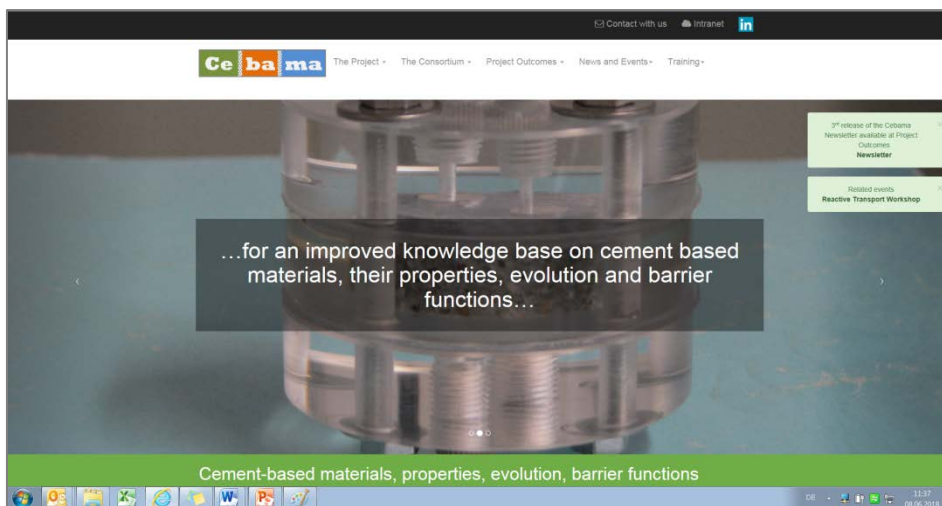 Contact with us Intranet in
Ce ba ma The Project The Consortium Project Outcomes News and Events Training
3rd release of the Cebama
Newsletter available at Project
Outcomes
Newsletter
Related events
Reactive Transport Workshop
…for an improved knowledge base on cement based
materials, their properties, evolution and barrier
functions…
Cement-based materials, properties, evolution, barrier functions
DE 11:37
08.06.2018